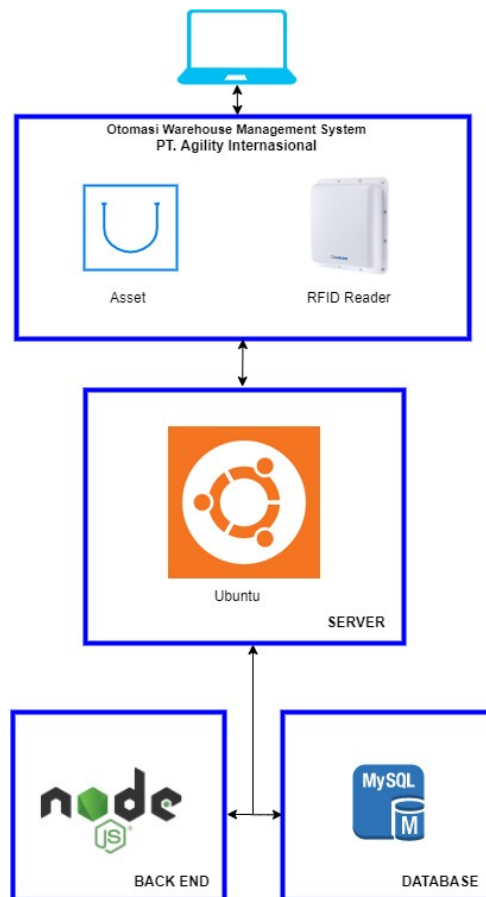 Otomasi Warehouse Management System
PT. Agility Internasional
Asset
RFID Reader
Ubuntu
SERVER
node
JS
BACK END
MySQL
M
DATABASE